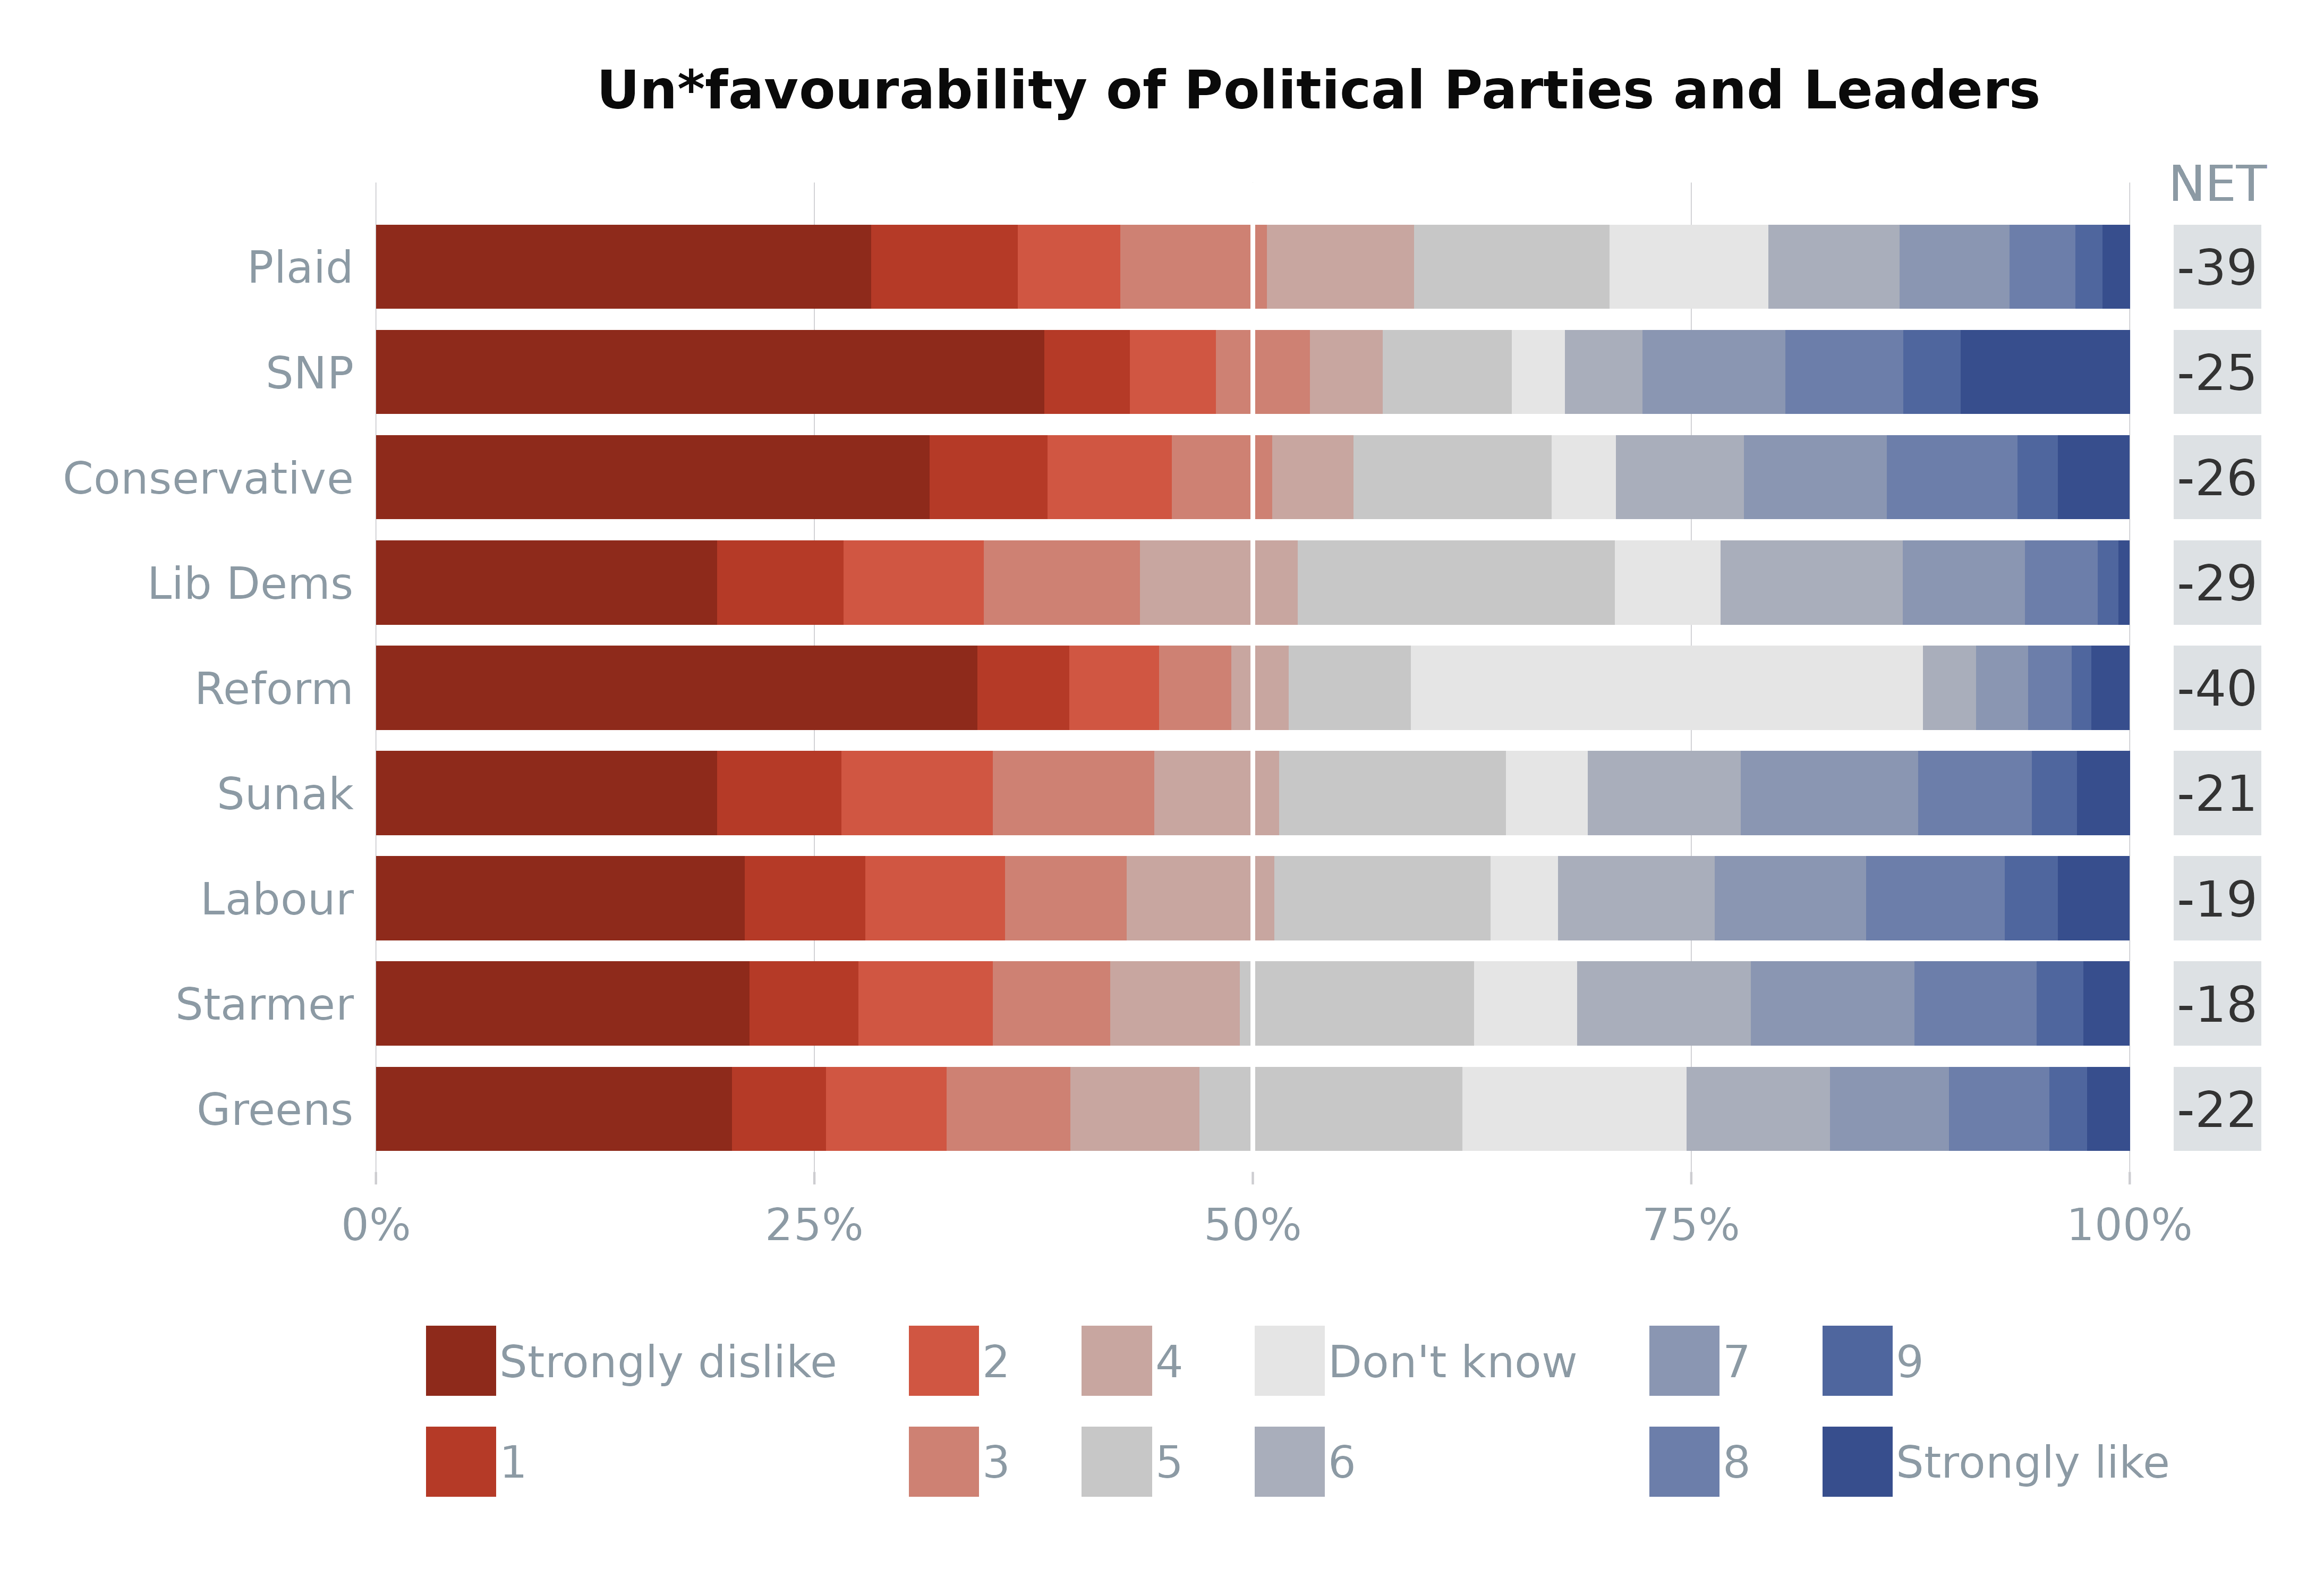 Un*favourability of Political Parties and Leaders
NET
Plaid -39
SNP -25
Conservative -26
Lib Dems -29
Reform -40
Sunak -21
Labour -19
Starmer -18
Greens -22
0% 25% 50% 75% 100%
Strongly dislike 2 4 Don't know 7 9
1 3 5 6 8 Strongly like